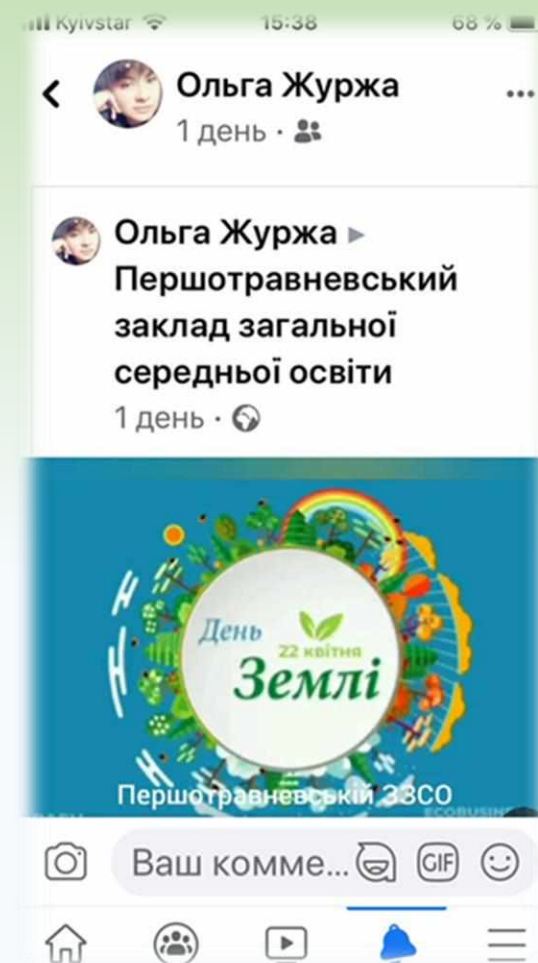 Kyivstar 15:38 68 %
Ольга Журжа
1 день ·
Ольга Журжа
Першотравневський
заклад загальної
середньої освіти
1 день ·
День
22 квітня
Землі
Першотравневській ЗЗСО
Ваш комме... GIF